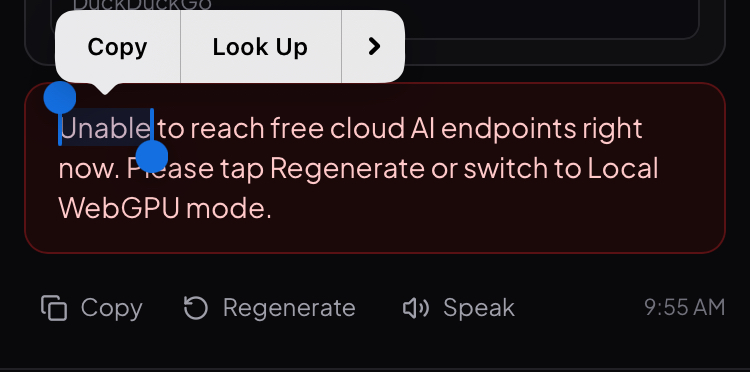 DuckDuckGo
Copy
Look Up
Unable to reach free cloud AI endpoints right
now. Please tap Regenerate or switch to Local
WebGPU mode.
Copy
Regenerate
Speak
9:55 AM